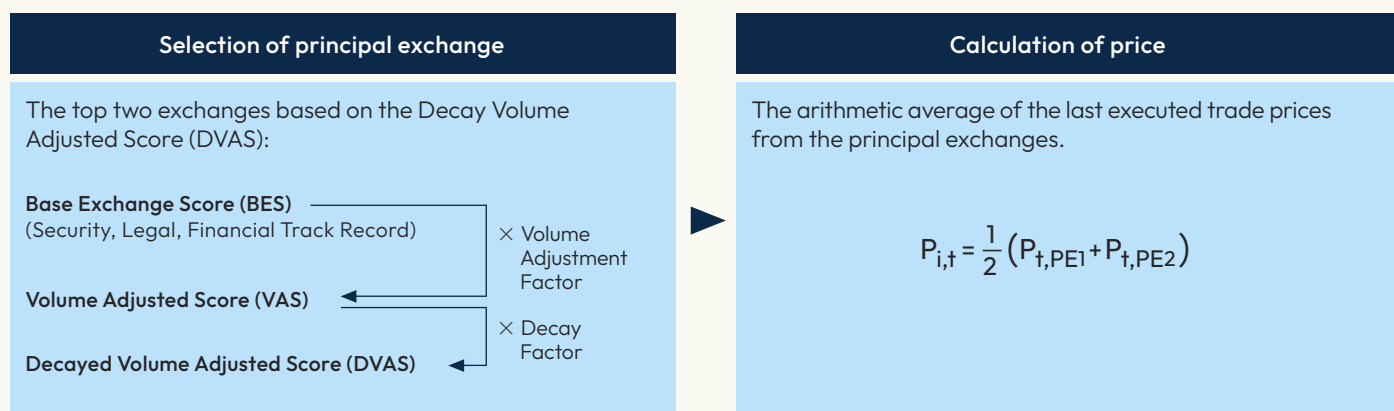 Selection of principal exchange
The top two exchanges based on the Decay Volume
Adjusted Score (DVAS):
Base Exchange Score (BES)
(Security, Legal, Financial Track Record)
× Volume
Adjustment
Factor
Volume Adjusted Score (VAS)
× Decay
Factor
Decayed Volume Adjusted Score (DVAS)
Calculation of price
The arithmetic average of the last executed trade prices
from the principal exchanges.
P_{i,t} = \frac{1}{2} (P_{t,PE1} + P_{t,PE2})